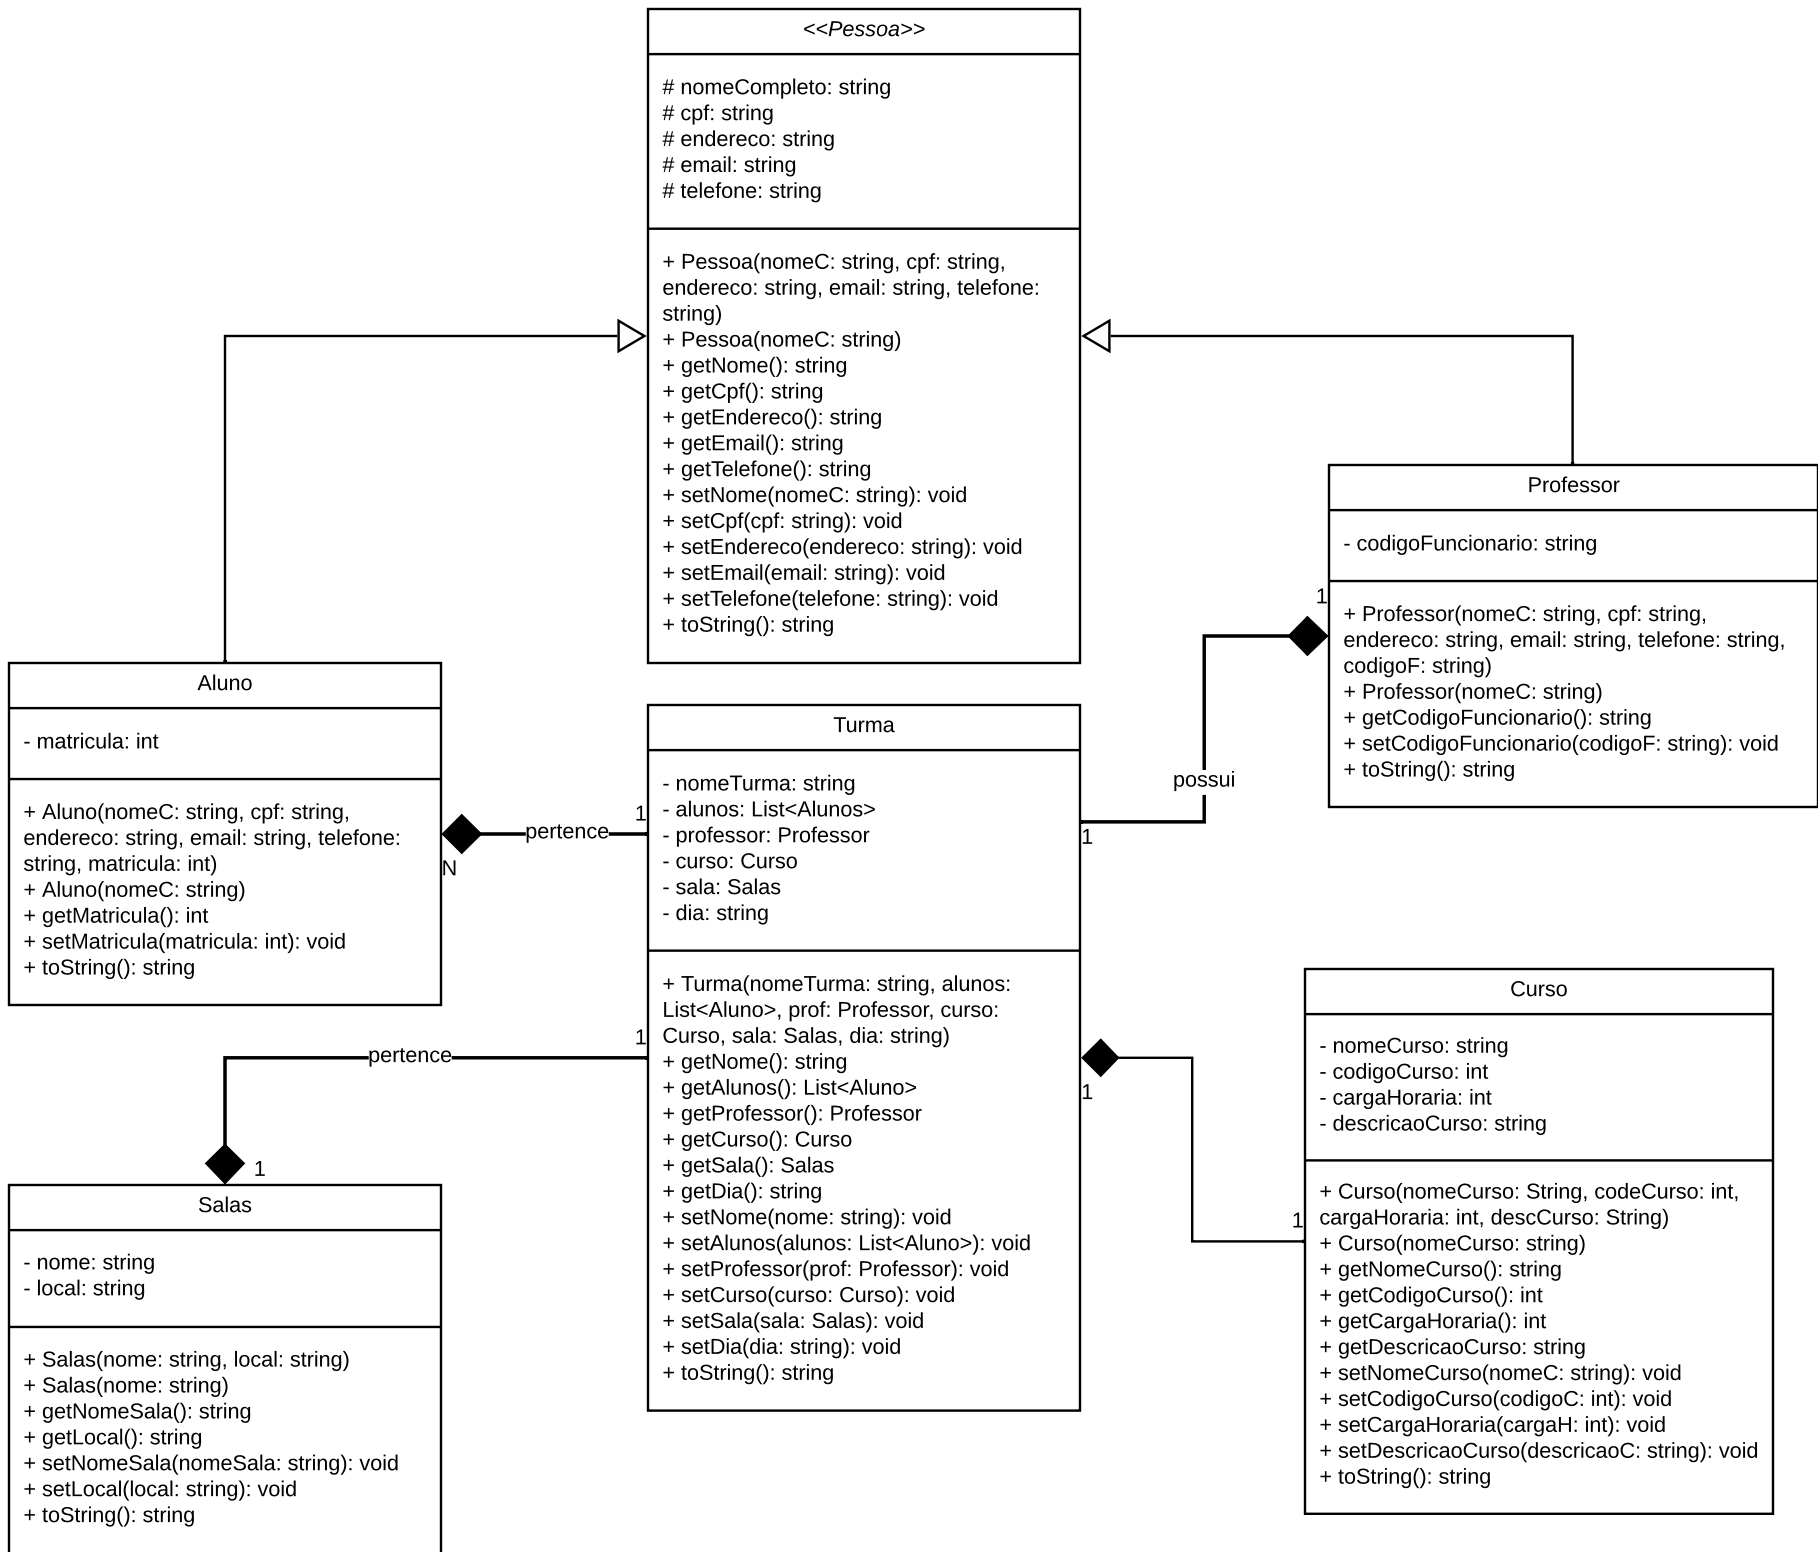 <<Pessoa>>
# nomeCompleto: string
# cpf: string
# endereco: string
# email: string
# telefone: string
+ Pessoa(nomeC: string, cpf: string,
endereco: string, email: string, telefone:
string)
+ Pessoa(nomeC: string)
+ getNome(): string
+ getCpf(): string
+ getEndereco(): string
+ getEmail(): string
+ getTelefone(): string
+ setNome(nomeC: string): void
+ setCpf(cpf: string): void
+ setEndereco(endereco: string): void
+ setEmail(email: string): void
+ setTelefone(telefone: string): void
+ toString(): string
Professor
- codigoFuncionario: string
+ Professor(nomeC: string, cpf: string,
endereco: string, email: string, telefone: string,
codigoF: string)
+ Professor(nomeC: string)
+ getCodigoFuncionario(): string
+ setCodigoFuncionario(codigoF: string): void
+ toString(): string
1
possui
1
Aluno
- matricula: int
+ Aluno(nomeC: string, cpf: string,
endereco: string, email: string, telefone:
string, matricula: int)
+ Aluno(nomeC: string)
+ getMatricula(): int
+ setMatricula(matricula: int): void
+ toString(): string
N
pertence
1
Turma
- nomeTurma: string
- alunos: List<Alunos>
- professor: Professor
- curso: Curso
- sala: Salas
- dia: string
+ Turma(nomeTurma: string, alunos:
List<Aluno>, prof: Professor, curso:
Curso, sala: Salas, dia: string)
+ getNome(): string
+ getAlunos(): List<Aluno>
+ getProfessor(): Professor
+ getCurso(): Curso
+ getSala(): Salas
+ getDia(): string
+ setNome(nome: string): void
+ setAlunos(alunos: List<Aluno>): void
+ setProfessor(prof: Professor): void
+ setCurso(curso: Curso): void
+ setSala(sala: Salas): void
+ setDia(dia: string): void
+ toString(): string
1
pertence
1
Salas
- nome: string
- local: string
+ Salas(nome: string, local: string)
+ Salas(nome: string)
+ getNomeSala(): string
+ getLocal(): string
+ setNomeSala(nomeSala: string): void
+ setLocal(local: string): void
+ toString(): string
1
1
Curso
- nomeCurso: string
- codigoCurso: int
- cargaHoraria: int
- descricaoCurso: string
+ Curso(nomeCurso: String, codeCurso: int,
cargaHoraria: int, descCurso: String)
+ Curso(nomeCurso: string)
+ getNomeCurso(): string
+ getCodigoCurso(): int
+ getCargaHoraria(): int
+ getDescricaoCurso: string
+ setNomeCurso(nomeC: string): void
+ setCodigoCurso(codigoC: int): void
+ setCargaHoraria(cargaH: int): void
+ setDescricaoCurso(descricaoC: string): void
+ toString(): string